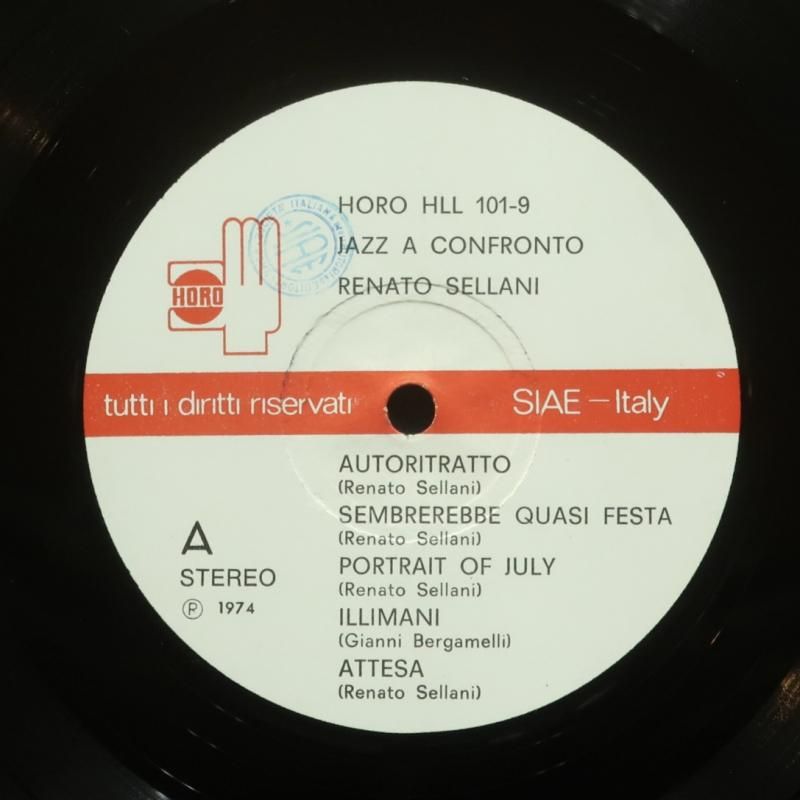 HORO HLL 101-9
JAZZ A CONFRONTO
RENATO SELLANI
HORO
SIAE
tutti i diritti riservati
SIAE – Italy
AUTORITRATTO
(Renato Sellani)
SEMBREREBBE QUASI FESTA
(Renato Sellani)
PORTRAIT OF JULY
(Renato Sellani)
ILLIMANI
(Gianni Bergamelli)
ATTESA
(Renato Sellani)
A
STEREO
Ⓟ 1974